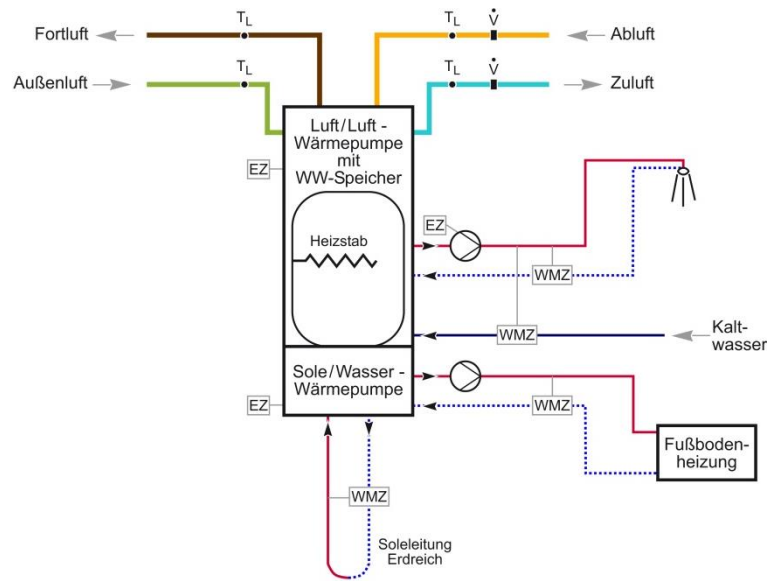 Fortluft
T_L
T_L
V̇
Abluft
Außenluft
T_L
T_L
V̇
Zuluft
Luft/Luft -
Wärmepumpe
mit
WW-Speicher
EZ
Heizstab
EZ
WMZ
WMZ
Kalt-
wasser
Sole/Wasser -
Wärmepumpe
EZ
WMZ
Fußboden-
heizung
WMZ
Soleleitung
Erdreich